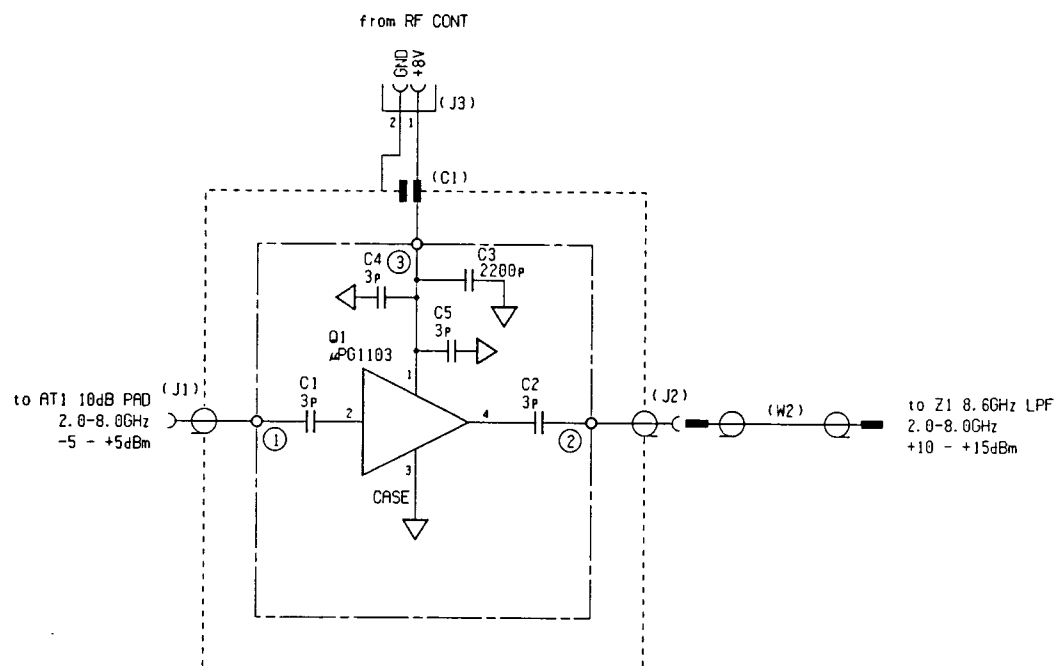 from RF CONT
GND
+8V
(J3)
2
1
(C1)
3
C4
3p
C3
2200p
C5
3p
Q1
µPG1103
1
to AT1 10dB PAD
2.0-8.0GHz
-5 - +5dBm
(J1)
1
C1
3p
2
4
3
CASE
C2
3p
2
(J2)
(W2)
to Z1 8.6GHz LPF
2.0-8.0GHz
+10 - +15dBm